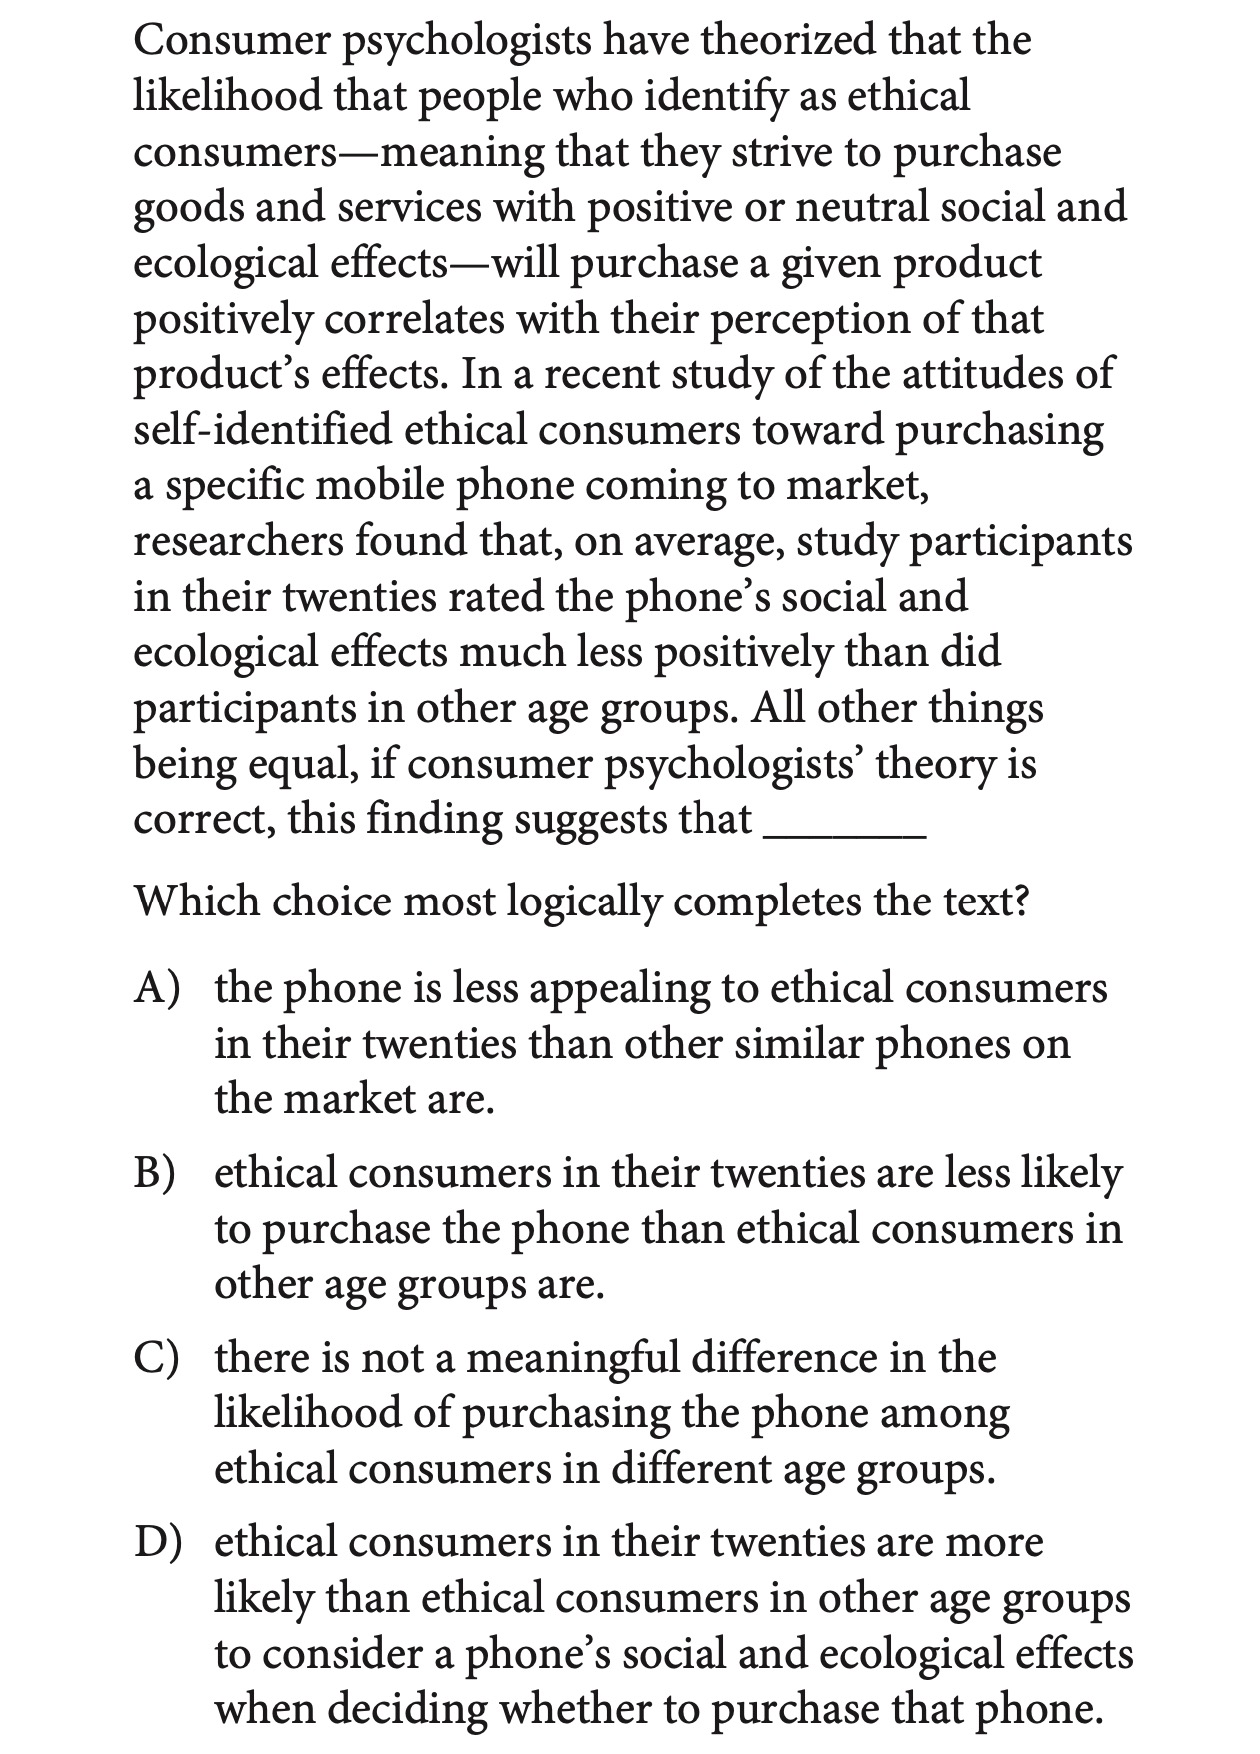 Consumer psychologists have theorized that the
likelihood that people who identify as ethical
consumers—meaning that they strive to purchase
goods and services with positive or neutral social and
ecological effects—will purchase a given product
positively correlates with their perception of that
product’s effects. In a recent study of the attitudes of
self-identified ethical consumers toward purchasing
a specific mobile phone coming to market,
researchers found that, on average, study participants
in their twenties rated the phone’s social and
ecological effects much less positively than did
participants in other age groups. All other things
being equal, if consumer psychologists’ theory is
correct, this finding suggests that _______
Which choice most logically completes the text?
A) the phone is less appealing to ethical consumers
in their twenties than other similar phones on
the market are.
B) ethical consumers in their twenties are less likely
to purchase the phone than ethical consumers in
other age groups are.
C) there is not a meaningful difference in the
likelihood of purchasing the phone among
ethical consumers in different age groups.
D) ethical consumers in their twenties are more
likely than ethical consumers in other age groups
to consider a phone’s social and ecological effects
when deciding whether to purchase that phone.